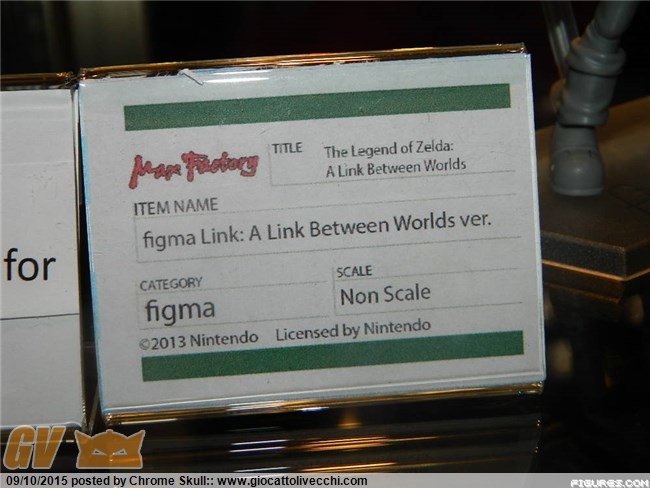 Max Factory
TITLE
The Legend of Zelda:
A Link Between Worlds
ITEM NAME
figma Link: A Link Between Worlds ver.
CATEGORY
figma
SCALE
Non Scale
©2013 Nintendo Licensed by Nintendo
for
GV
09/10/2015 posted by Chrome Skull:: www.giocattolivecchi.com
FIGURES.COM